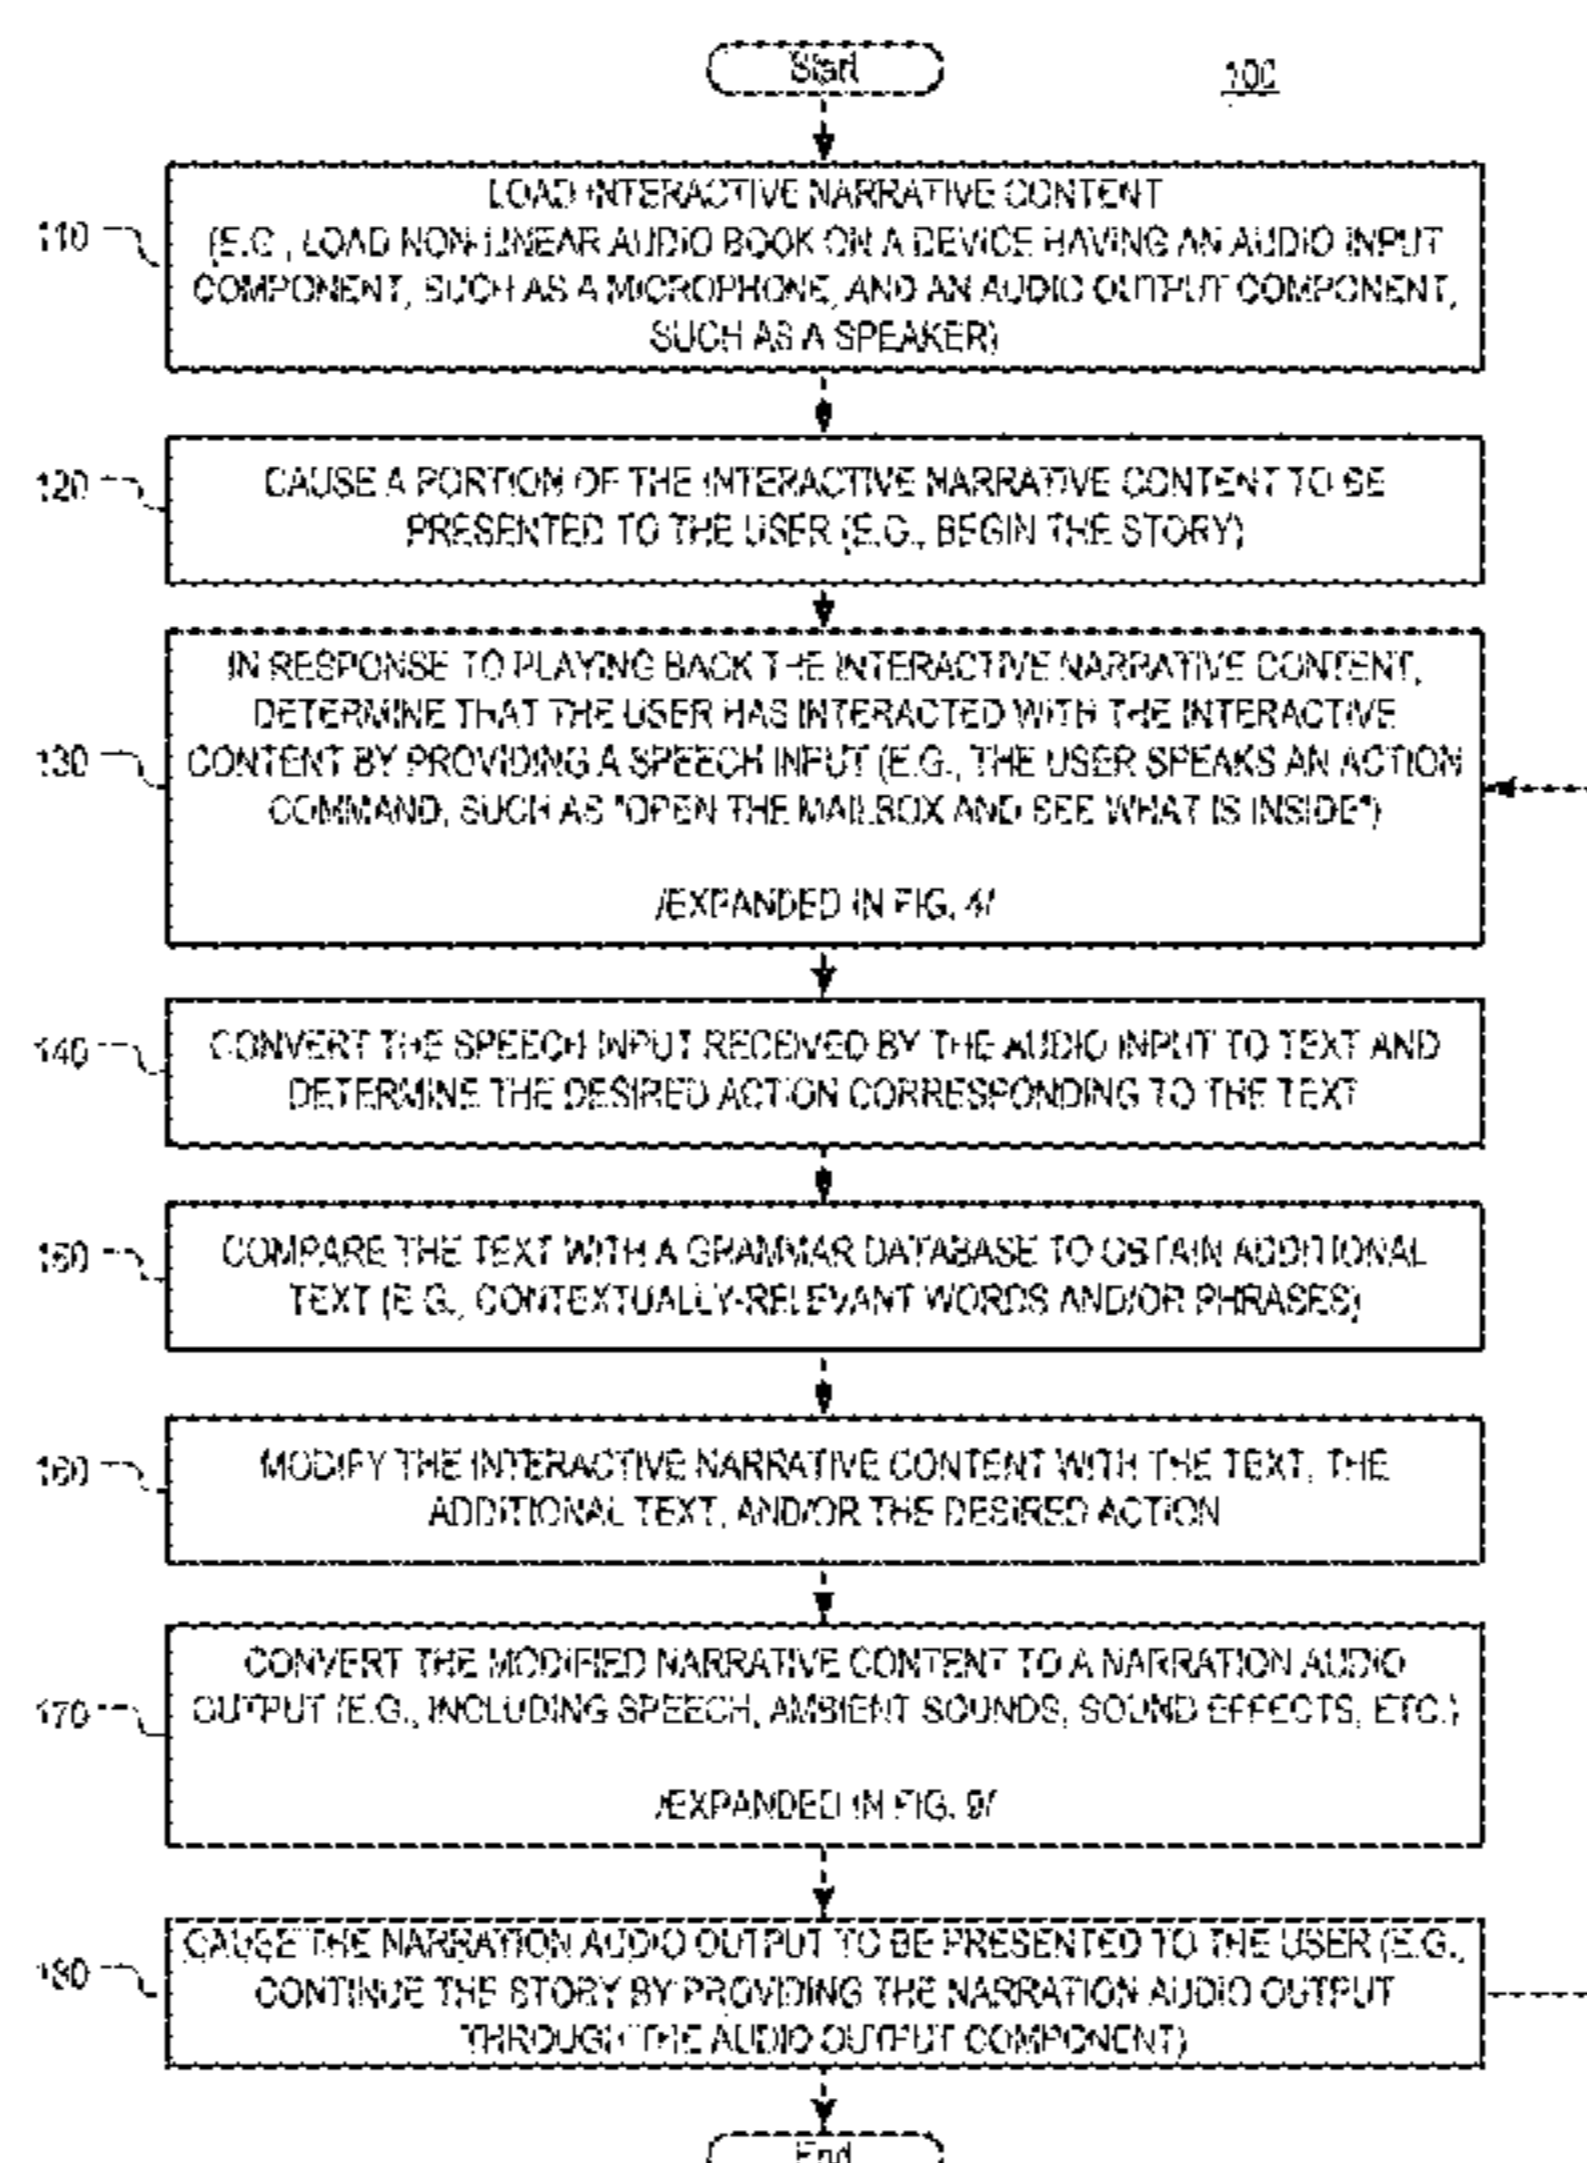 Start
100
110
LOAD INTERACTIVE NARRATIVE CONTENT
(E.G., LOAD NON-LINEAR AUDIO BOOK ON A DEVICE HAVING AN AUDIO INPUT
COMPONENT, SUCH AS A MICROPHONE, AND AN AUDIO OUTPUT COMPONENT,
SUCH AS A SPEAKER)
120
CAUSE A PORTION OF THE INTERACTIVE NARRATIVE CONTENT TO BE
PRESENTED TO THE USER (E.G., BEGIN THE STORY)
130
IN RESPONSE TO PLAYING BACK THE INTERACTIVE NARRATIVE CONTENT,
DETERMINE THAT THE USER HAS INTERACTED WITH THE INTERACTIVE
CONTENT BY PROVIDING A SPEECH INPUT (E.G., THE USER SPEAKS AN ACTION
COMMAND, SUCH AS "OPEN THE MAILBOX AND SEE WHAT IS INSIDE")
/EXPANDED IN FIG. 4/
140
CONVERT THE SPEECH INPUT RECEIVED BY THE AUDIO INPUT TO TEXT AND
DETERMINE THE DESIRED ACTION CORRESPONDING TO THE TEXT
150
COMPARE THE TEXT WITH A GRAMMAR DATABASE TO OBTAIN ADDITIONAL
TEXT (E.G., CONTEXTUALLY-RELEVANT WORDS AND/OR PHRASES)
160
MODIFY THE INTERACTIVE NARRATIVE CONTENT WITH THE TEXT, THE
ADDITIONAL TEXT, AND/OR THE DESIRED ACTION
170
CONVERT THE MODIFIED NARRATIVE CONTENT TO A NARRATION AUDIO
OUTPUT (E.G., INCLUDING SPEECH, AMBIENT SOUNDS, SOUND EFFECTS, ETC.)
/EXPANDED IN FIG. 9/
180
CAUSE THE NARRATION AUDIO OUTPUT TO BE PRESENTED TO THE USER (E.G.,
CONTINUE THE STORY BY PROVIDING THE NARRATION AUDIO OUTPUT
THROUGH THE AUDIO OUTPUT COMPONENT)
End